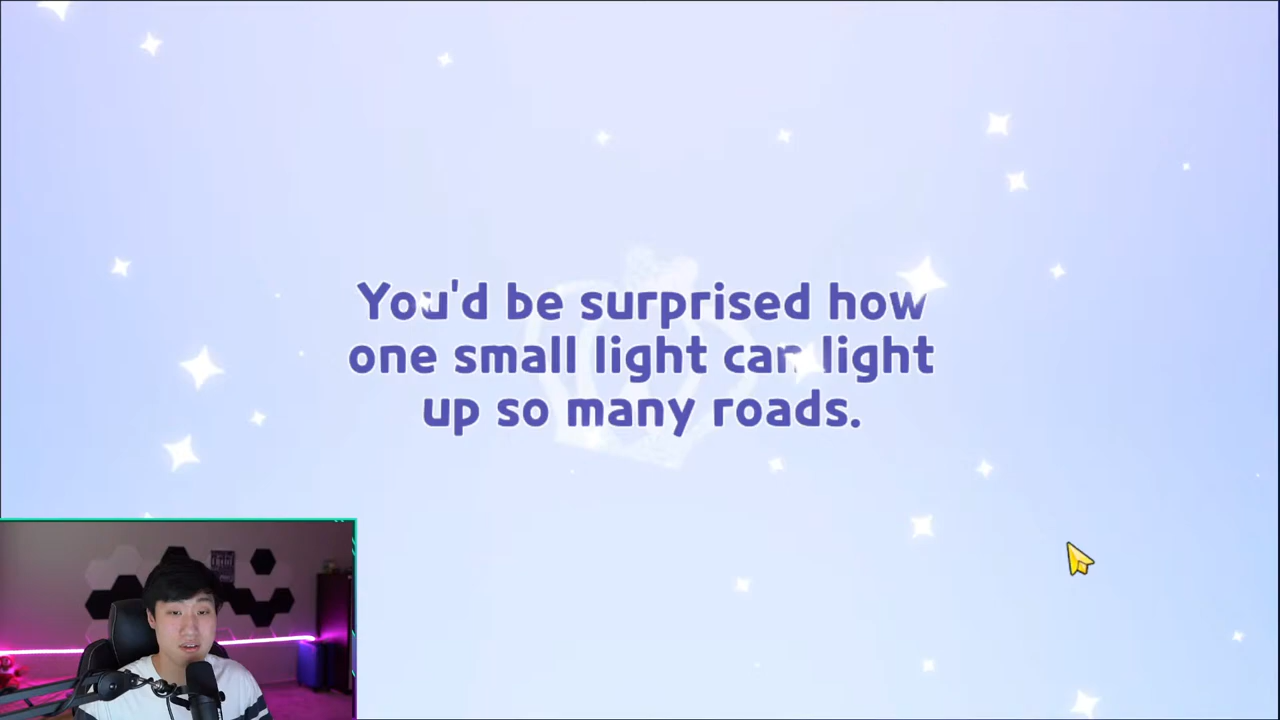 You'd be surprised how
one small light can light
up so many roads.